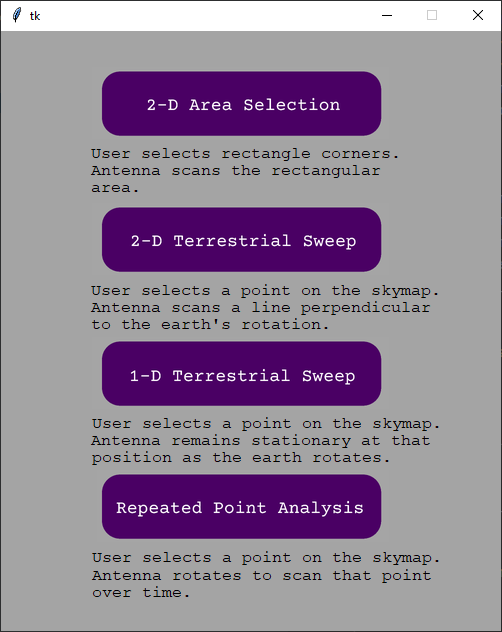 tk
2-D Area Selection
User selects rectangle corners.
Antenna scans the rectangular
area.
2-D Terrestrial Sweep
User selects a point on the skymap.
Antenna scans a line perpendicular
to the earth's rotation.
1-D Terrestrial Sweep
User selects a point on the skymap.
Antenna remains stationary at that
position as the earth rotates.
Repeated Point Analysis
User selects a point on the skymap.
Antenna rotates to scan that point
over time.